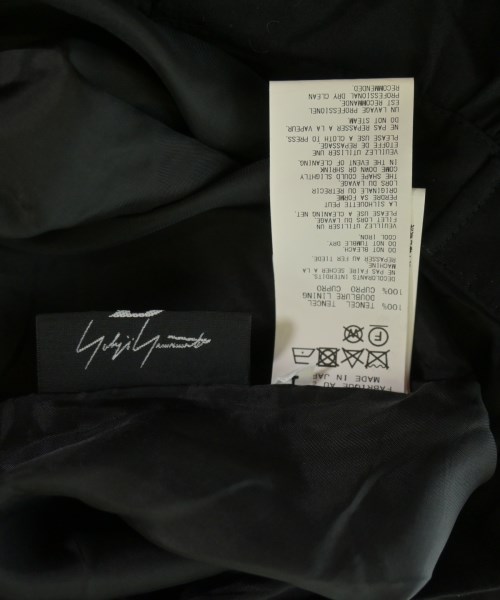 Yohji Yamamoto
FABRIQUE AU
MADE IN JAP
F W
100% TENCEL TENCEL
DOUBLURE LINING
100% CUPRO CUPRO
DECOLORANTS INTERDITS.
NE PAS FAIRE SECHER A LA
MACHINE.
REPASSER AU FER TIEDE.
DO NOT BLEACH
DO NOT TUMBLE DRY.
COOL IRON.
VEUILLEZ UTILISER UN
FILET LORS DU LAVAGE.
PLEASE USE A CLEANING NET.
LA SILHOUETTE PEUT
PERDRE SA FORME
LORS DU LAVAGE OU RETRECIR
THE SHAPE COULD SLIGHTLY
COME DOWN OR SHRINK
IN THE EVENT OF CLEANING.
VEUILLEZ UTILISER UNE
ETOFFE DE REPASSAGE
PLEASE USE A CLOTH TO PRESS.
NE PAS REPASSER A LA VAPEUR.
DO NOT STEAM
UN LAVAGE PROFESSIONNEL
EST RECOMMANDE.
PROFESSIONAL DRY CLEAN
RECOMMENDED.